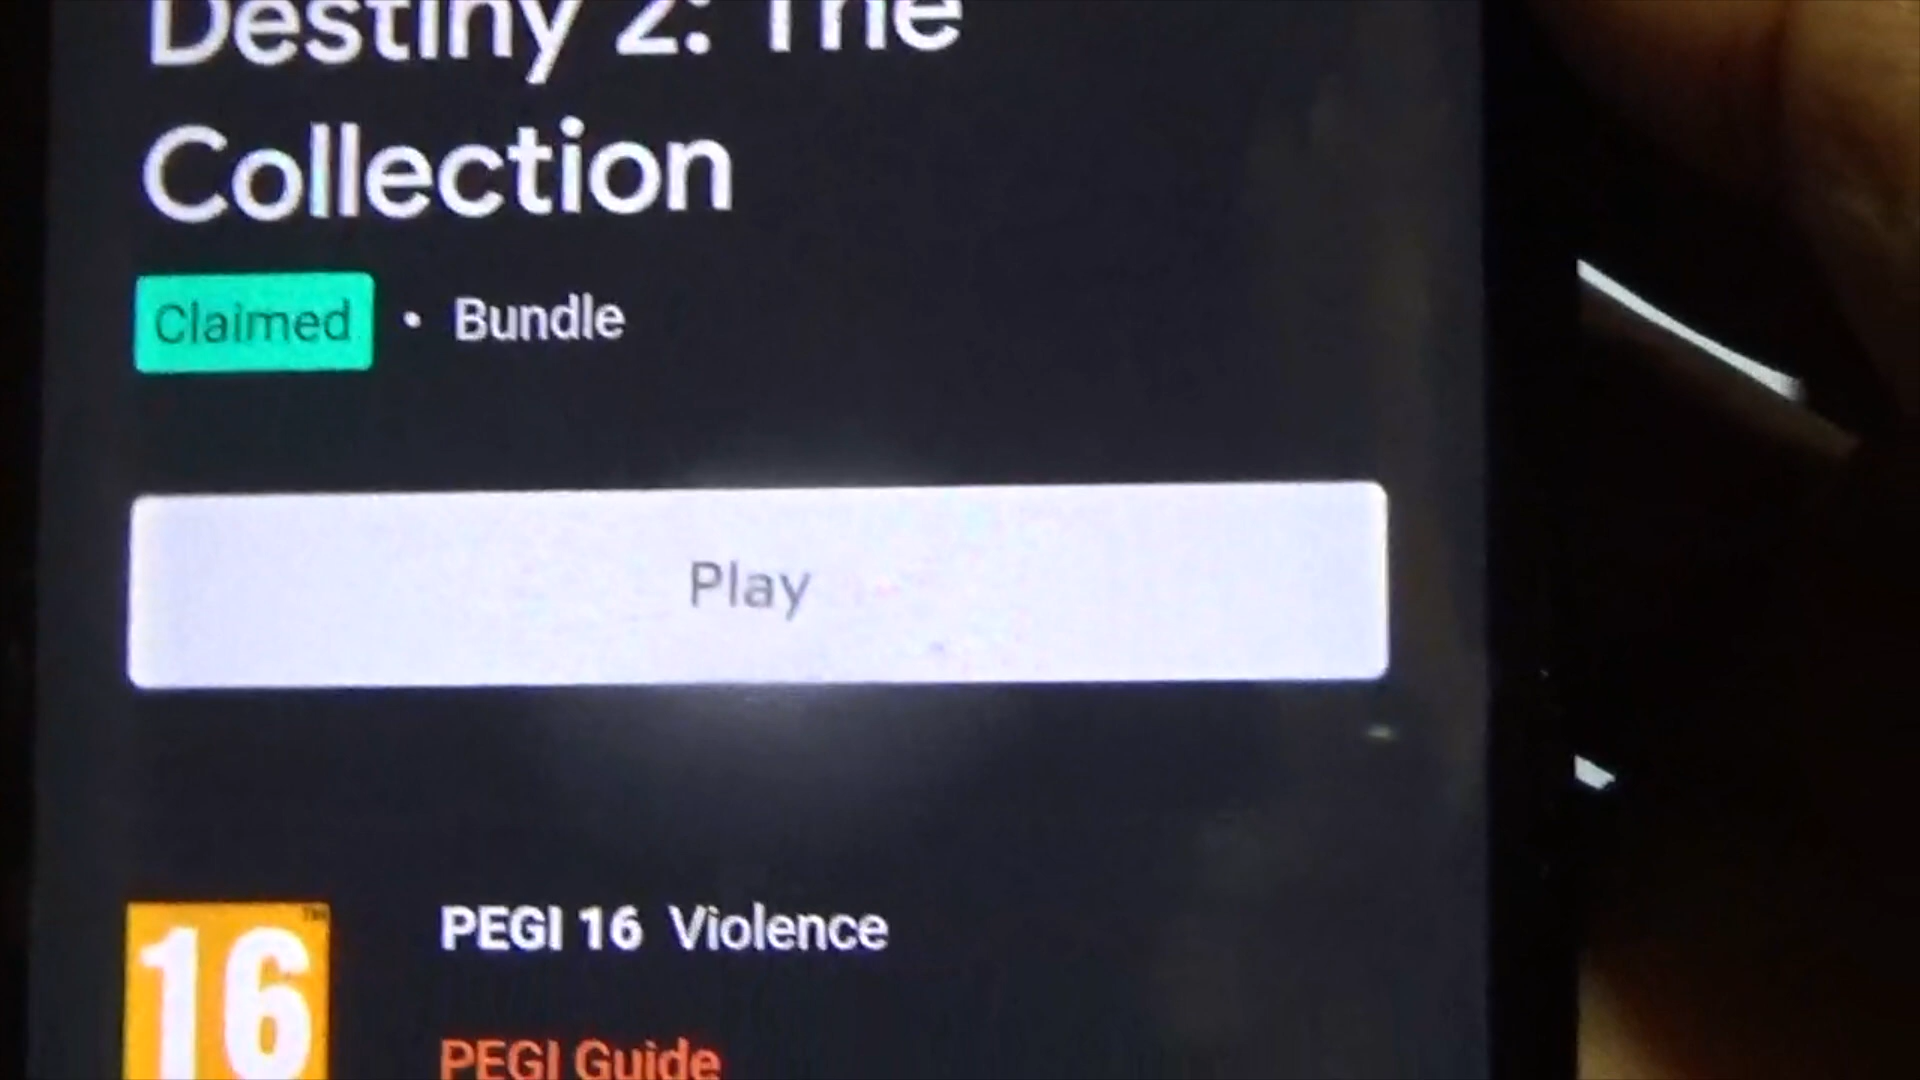 Destiny 2: The
Collection
Claimed • Bundle
Play
16
PEGI 16 Violence
PEGI Guide